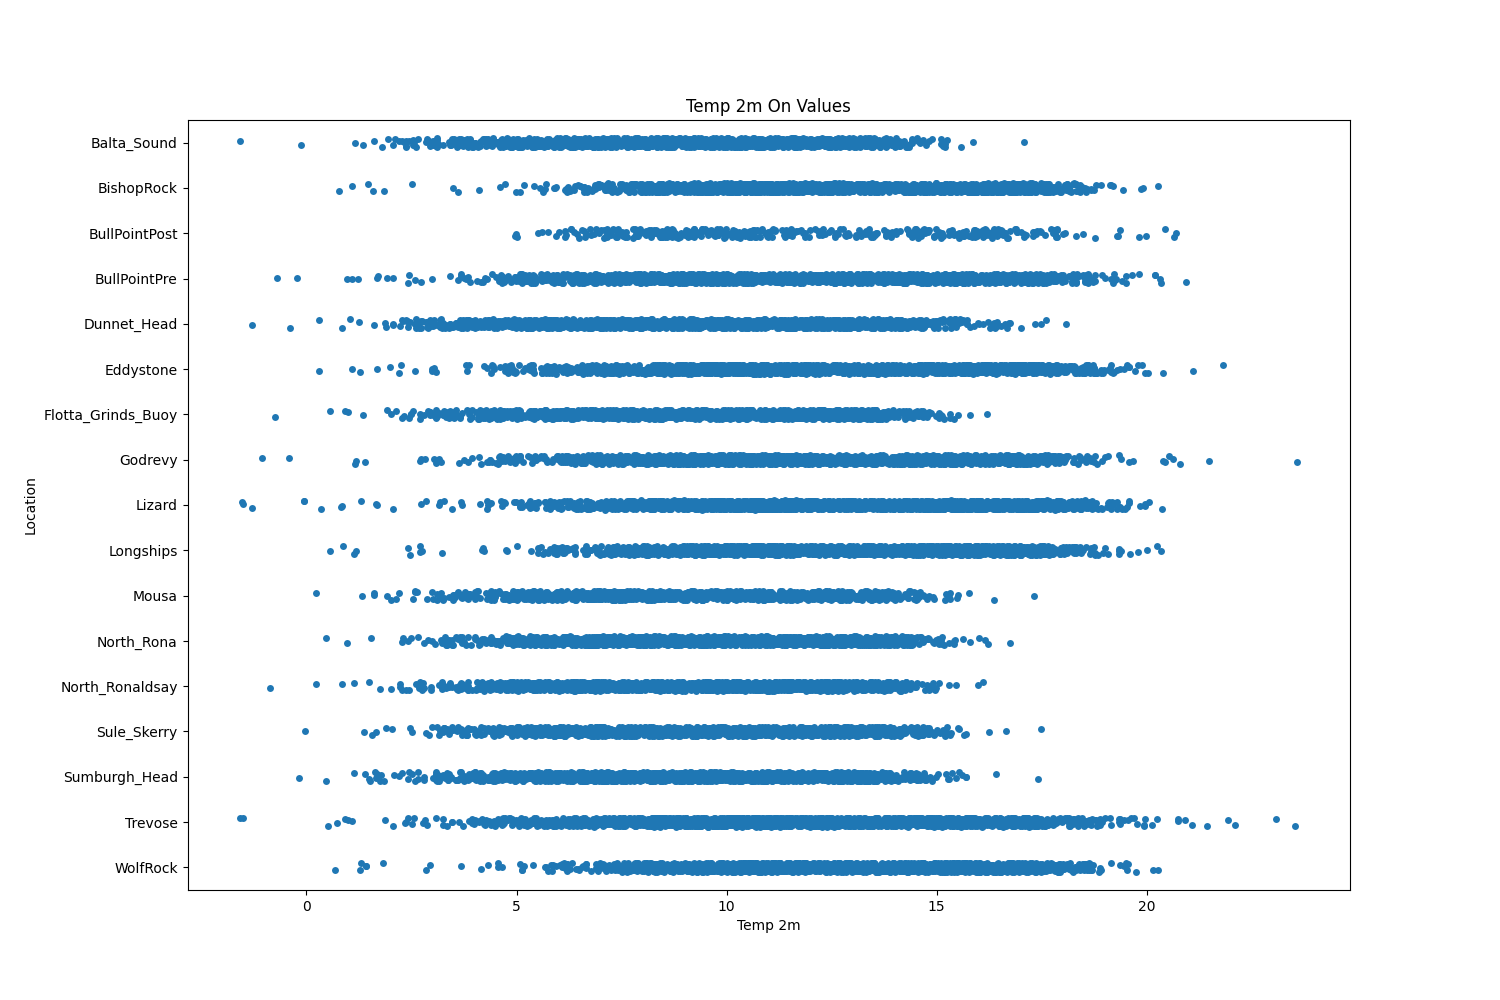 Temp 2m On Values
Location
Balta_Sound
BishopRock
BullPointPost
BullPointPre
Dunnet_Head
Eddystone
Flotta_Grinds_Buoy
Godrevy
Lizard
Longships
Mousa
North_Rona
North_Ronaldsay
Sule_Skerry
Sumburgh_Head
Trevose
WolfRock
0 5 10 15 20
Temp 2m